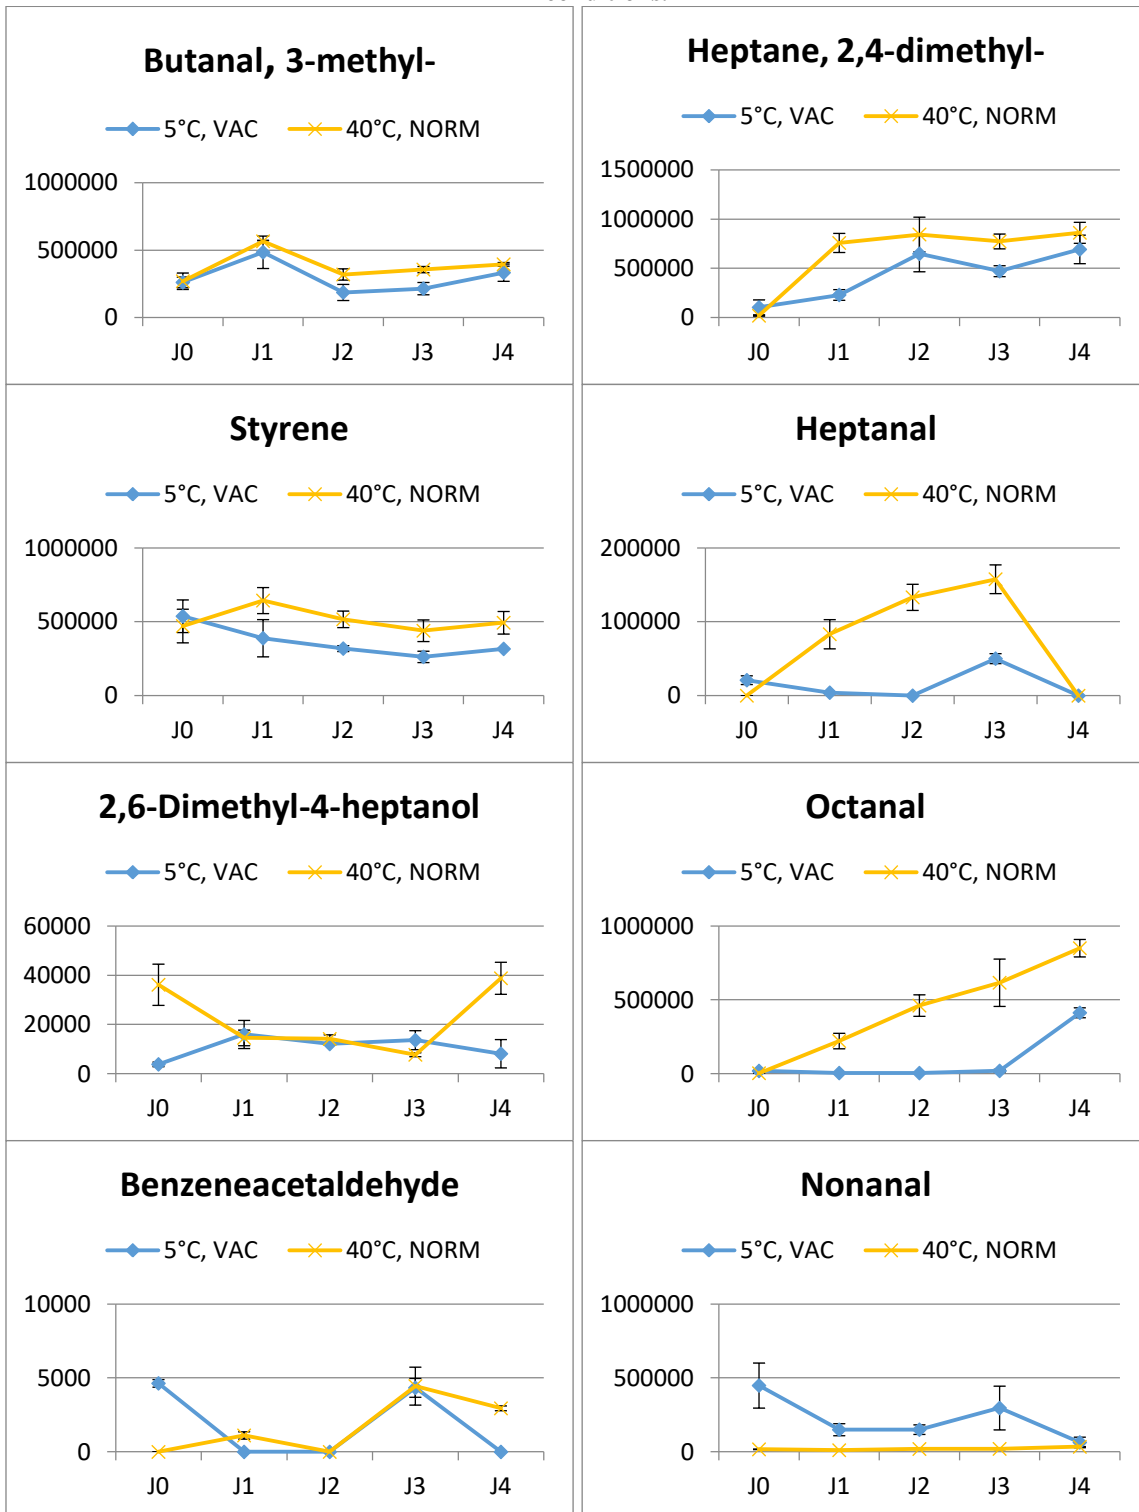 conditions.
Butanal, 3-methyl-
5°C, VAC 40°C, NORM
1000000
500000
0
J0 J1 J2 J3 J4
Heptane, 2,4-dimethyl-
5°C, VAC 40°C, NORM
1500000
1000000
500000
0
J0 J1 J2 J3 J4
Styrene
5°C, VAC 40°C, NORM
1000000
500000
0
J0 J1 J2 J3 J4
Heptanal
5°C, VAC 40°C, NORM
200000
100000
0
J0 J1 J2 J3 J4
2,6-Dimethyl-4-heptanol
5°C, VAC 40°C, NORM
60000
40000
20000
0
J0 J1 J2 J3 J4
Octanal
5°C, VAC 40°C, NORM
1000000
500000
0
J0 J1 J2 J3 J4
Benzeneacetaldehyde
5°C, VAC 40°C, NORM
10000
5000
0
J0 J1 J2 J3 J4
Nonanal
5°C, VAC 40°C, NORM
1000000
500000
0
J0 J1 J2 J3 J4